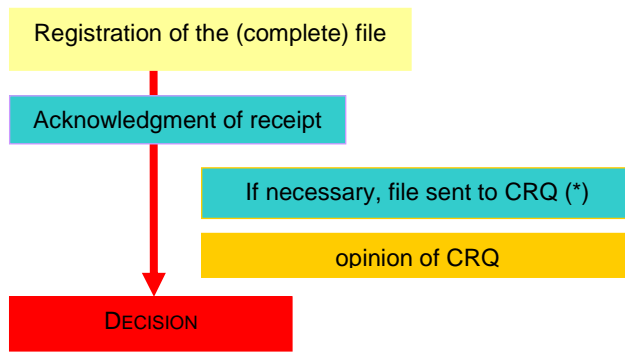 Registration of the (complete) file
Acknowledgment of receipt
If necessary, file sent to CRQ (*)
opinion of CRQ
DECISION